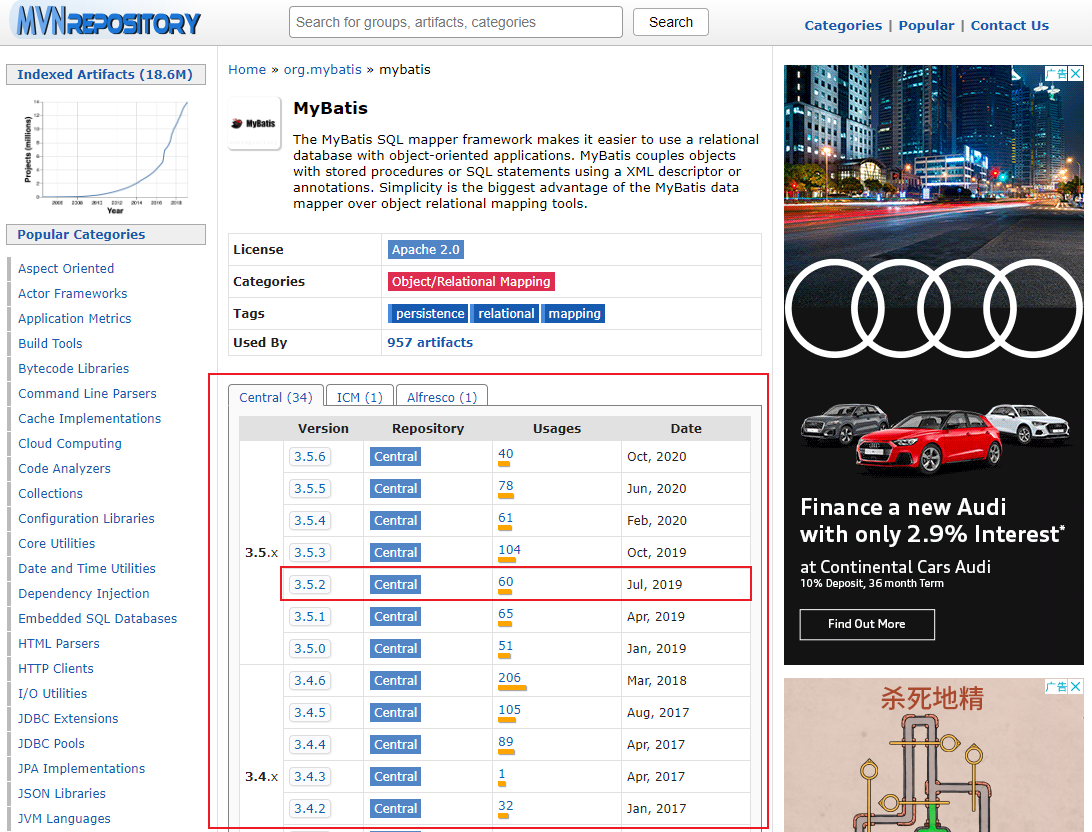 MVNREPOSITORY
Search for groups, artifacts, categories
Search
Categories | Popular | Contact Us
Indexed Artifacts (18.6M)
Projects (millions)
Year
Popular Categories
Aspect Oriented
Actor Frameworks
Application Metrics
Build Tools
Bytecode Libraries
Command Line Parsers
Cache Implementations
Cloud Computing
Code Analyzers
Collections
Configuration Libraries
Core Utilities
Date and Time Utilities
Dependency Injection
Embedded SQL Databases
HTML Parsers
HTTP Clients
I/O Utilities
JDBC Extensions
JDBC Pools
JPA Implementations
JSON Libraries
JVM Languages
Home » org.mybatis » mybatis
MyBatis
MyBatis
The MyBatis SQL mapper framework makes it easier to use a relational
database with object-oriented applications. MyBatis couples objects
with stored procedures or SQL statements using a XML descriptor or
annotations. Simplicity is the biggest advantage of the MyBatis data
mapper over object relational mapping tools.
License Apache 2.0
Categories Object/Relational Mapping
Tags persistence relational mapping
Used By 957 artifacts
Central (34) ICM (1) Alfresco (1)
Version Repository Usages Date
3.5.6 Central 40 Oct, 2020
3.5.5 Central 78 Jun, 2020
3.5.4 Central 61 Feb, 2020
3.5.x 3.5.3 Central 104 Oct, 2019
3.5.2 Central 60 Jul, 2019
3.5.1 Central 65 Apr, 2019
3.5.0 Central 51 Jan, 2019
3.4.6 Central 206 Mar, 2018
3.4.5 Central 105 Aug, 2017
3.4.4 Central 89 Apr, 2017
3.4.x 3.4.3 Central 1 Apr, 2017
3.4.2 Central 32 Jan, 2017
广告
Finance a new Audi
with only 2.9% Interest*
at Continental Cars Audi
10% Deposit, 36 month Term
Find Out More
广告
杀死地精